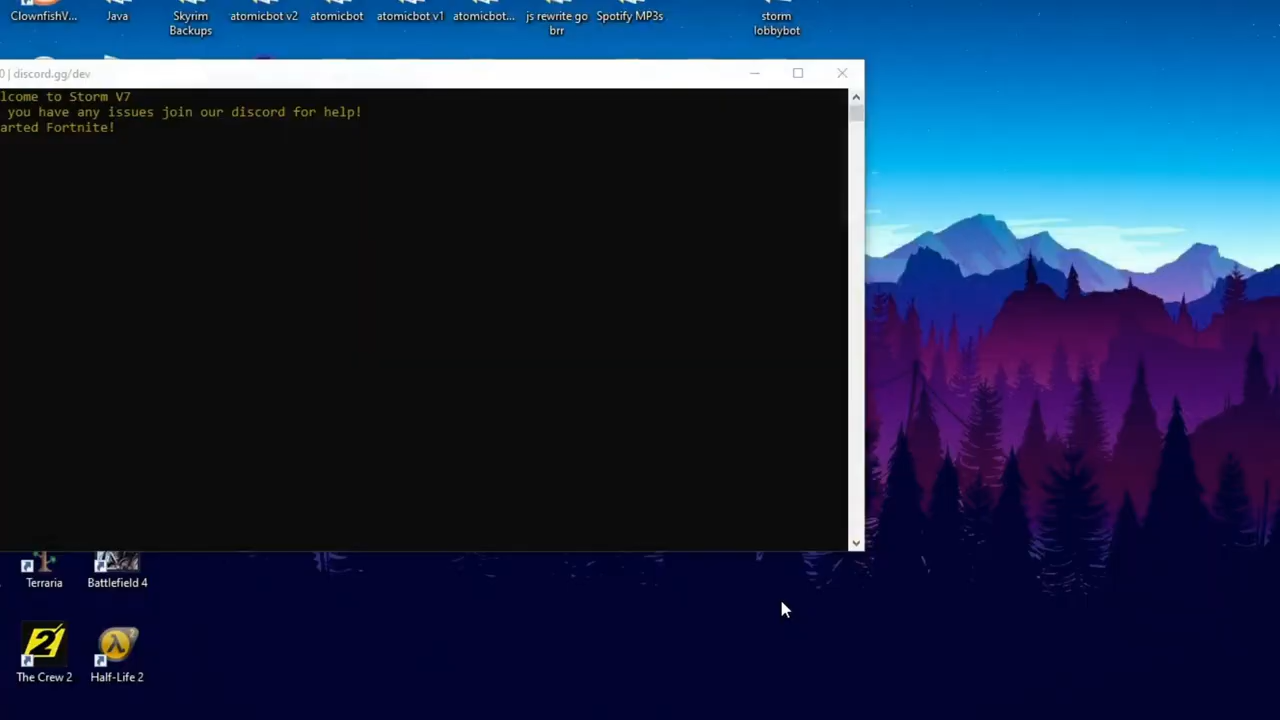 ClownfishV... Java Skyrim Backups atomicbot v2 atomicbot atomicbot v1 atomicbot... js rewrite go brr Spotify MP3s storm lobbybot
0 | discord.gg/dev
lcome to Storm V7
you have any issues join our discord for help!
arted Fortnite!
Terraria Battlefield 4
The Crew 2 Half-Life 2